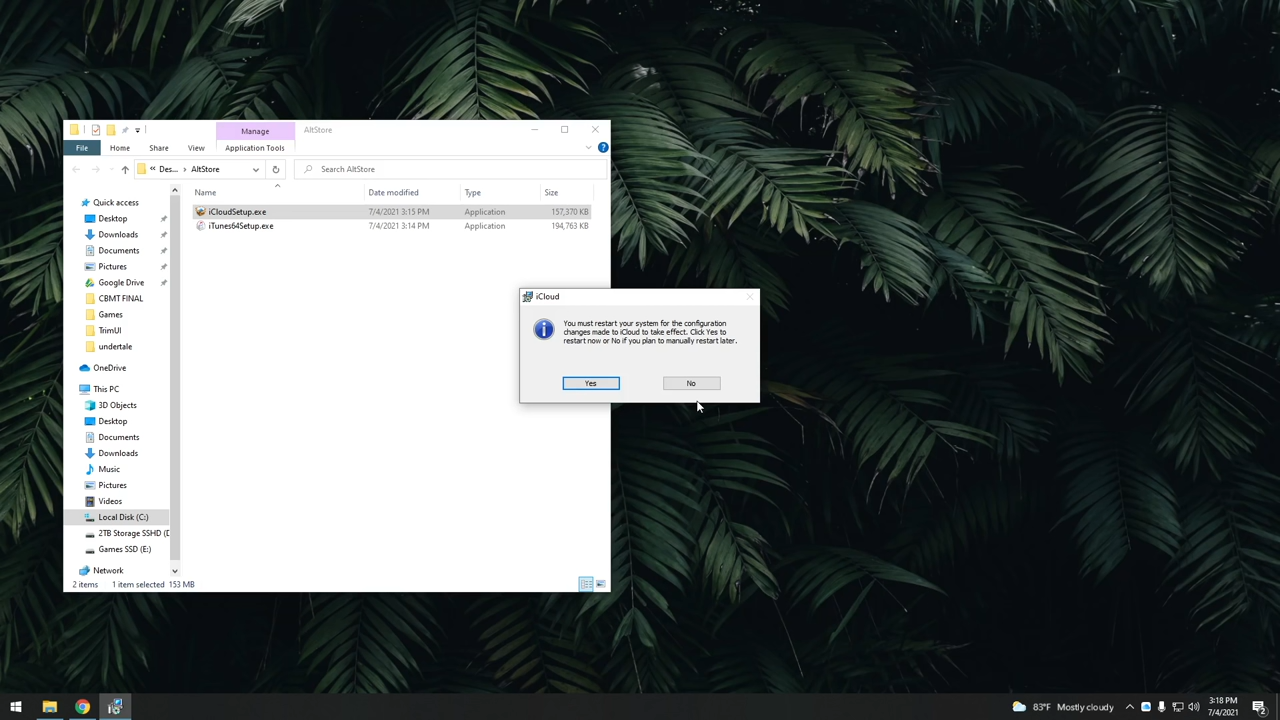 Manage
AltStore
File
Home
Share
View
Application Tools
Des...
AltStore
Search AltStore
Name
Date modified
Type
Size
iCloudSetup.exe
7/4/2021 3:15 PM
Application
157,370 KB
iTunes64Setup.exe
7/4/2021 3:14 PM
Application
194,763 KB
Quick access
Desktop
Downloads
Documents
Pictures
Google Drive
CBMT FINAL
Games
TrimUI
undertale
OneDrive
This PC
3D Objects
Desktop
Documents
Downloads
Music
Pictures
Videos
Local Disk (C:)
2TB Storage SSHD (D
Games SSD (E:)
Network
2 items
1 item selected 153 MB
iCloud
You must restart your system for the configuration
changes made to iCloud to take effect. Click Yes to
restart now or No if you plan to manually restart later.
Yes
No
83°F Mostly cloudy
3:18 PM
7/4/2021
2